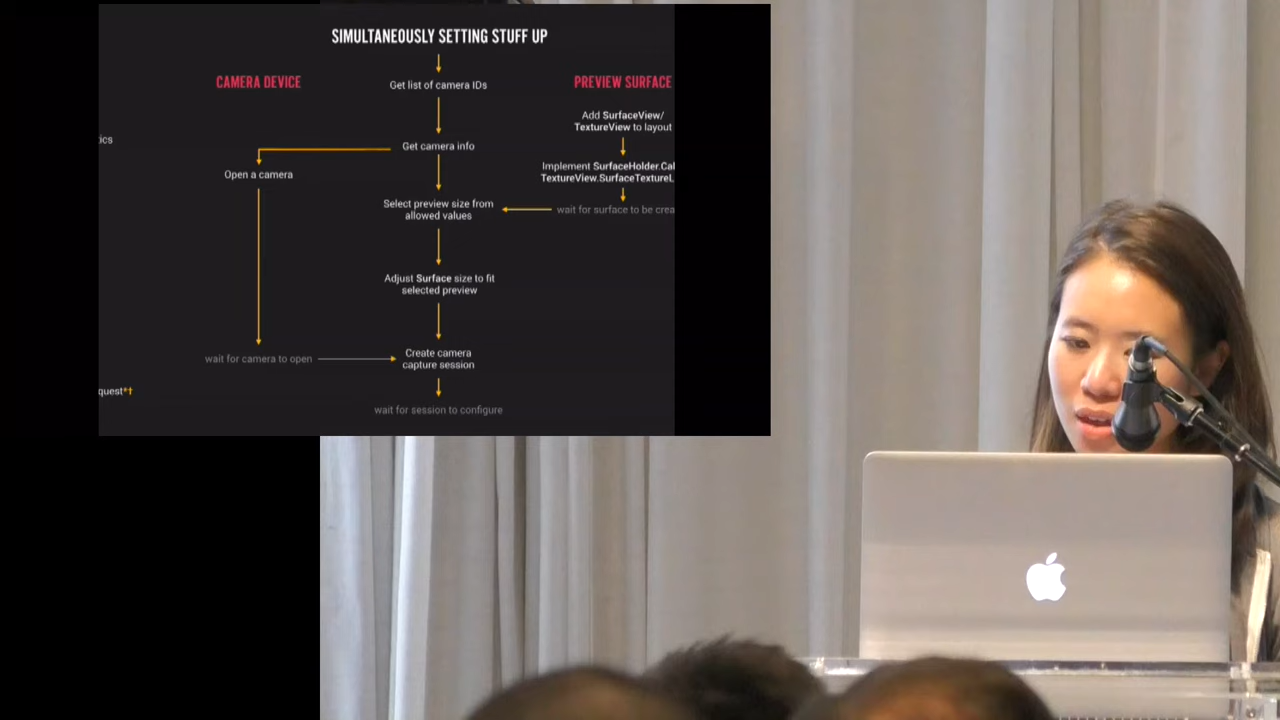 SIMULTANEOUSLY SETTING STUFF UP
CAMERA DEVICE
Get list of camera IDs
PREVIEW SURFACE
Add SurfaceView/
TextureView to layout
ics
Get camera info
Open a camera
Implement SurfaceHolder.Cal
TextureView.SurfaceTextureL
Select preview size from
allowed values
wait for surface to be crea
Adjust Surface size to fit
selected preview
wait for camera to open
Create camera
capture session
quest*†
wait for session to configure